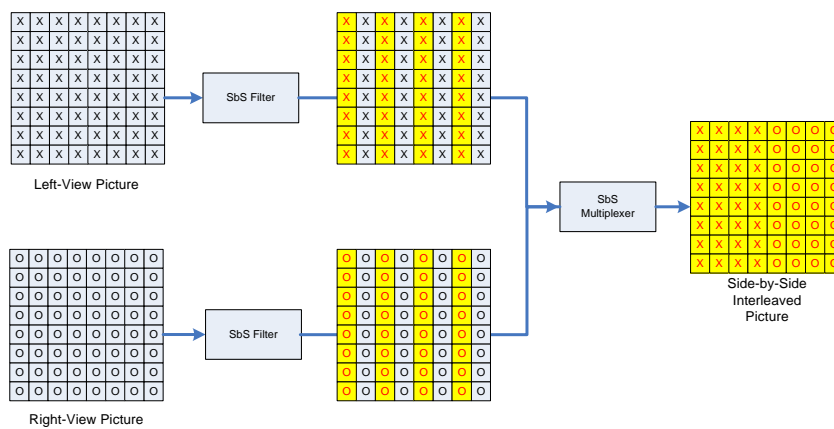 X X X X X X X X
X X X X X X X X
X X X X X X X X
X X X X X X X X
X X X X X X X X
X X X X X X X X
X X X X X X X X
X X X X X X X X
Left-View Picture
SbS Filter
X X X X X X X X
X X X X X X X X
X X X X X X X X
X X X X X X X X
X X X X X X X X
X X X X X X X X
X X X X X X X X
X X X X X X X X
O O O O O O O O
O O O O O O O O
O O O O O O O O
O O O O O O O O
O O O O O O O O
O O O O O O O O
O O O O O O O O
O O O O O O O O
Right-View Picture
SbS Filter
O O O O O O O O
O O O O O O O O
O O O O O O O O
O O O O O O O O
O O O O O O O O
O O O O O O O O
O O O O O O O O
O O O O O O O O
SbS
Multiplexer
X X X X O O O O
X X X X O O O O
X X X X O O O O
X X X X O O O O
X X X X O O O O
X X X X O O O O
X X X X O O O O
X X X X O O O O
Side-by-Side
Interleaved
Picture